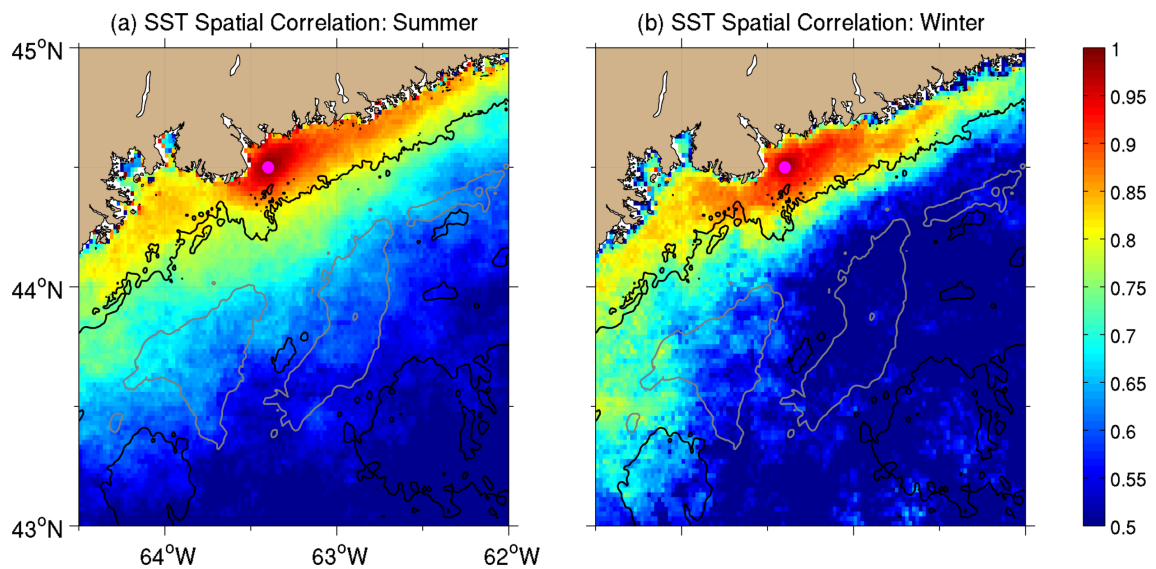 (a) SST Spatial Correlation: Summer
(b) SST Spatial Correlation: Winter
45°N
44°N
43°N
64°W
63°W
62°W
1
0.95
0.9
0.85
0.8
0.75
0.7
0.65
0.6
0.55
0.5